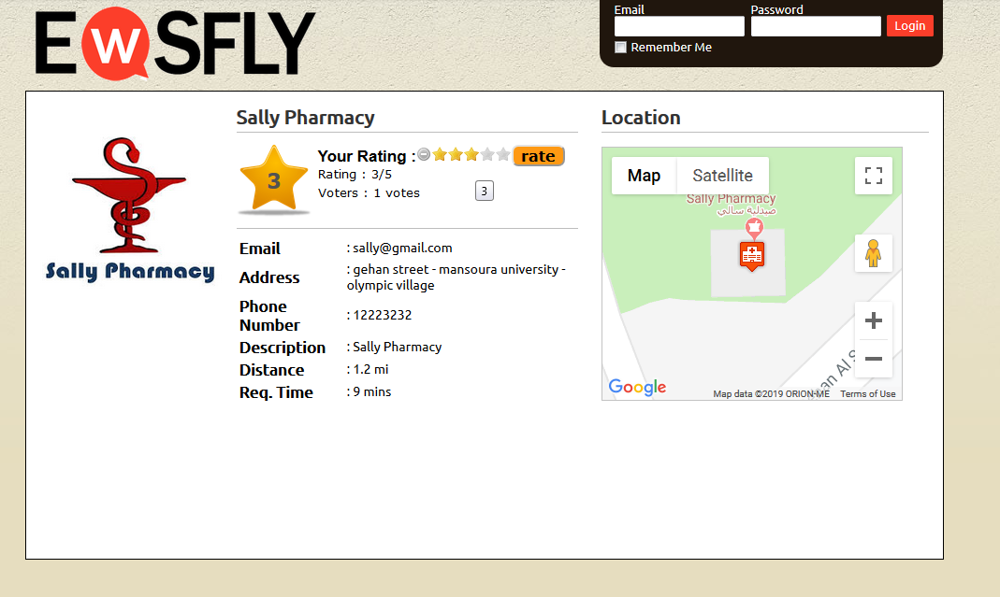 EWSFLY
Email
Password
Login
Remember Me
Sally Pharmacy
Sally Pharmacy
3
Your Rating :
rate
Rating : 3/5
Voters : 1 votes
3
Email : sally@gmail.com
Address : gehan street - mansoura university -
olympic village
Phone
Number : 12223232
Description : Sally Pharmacy
Distance : 1.2 mi
Req. Time : 9 mins
Location
Map
Satellite
Sally Pharmacy
صيدلية سالي
Google
Map data ©2019 ORION-ME
Terms of Use